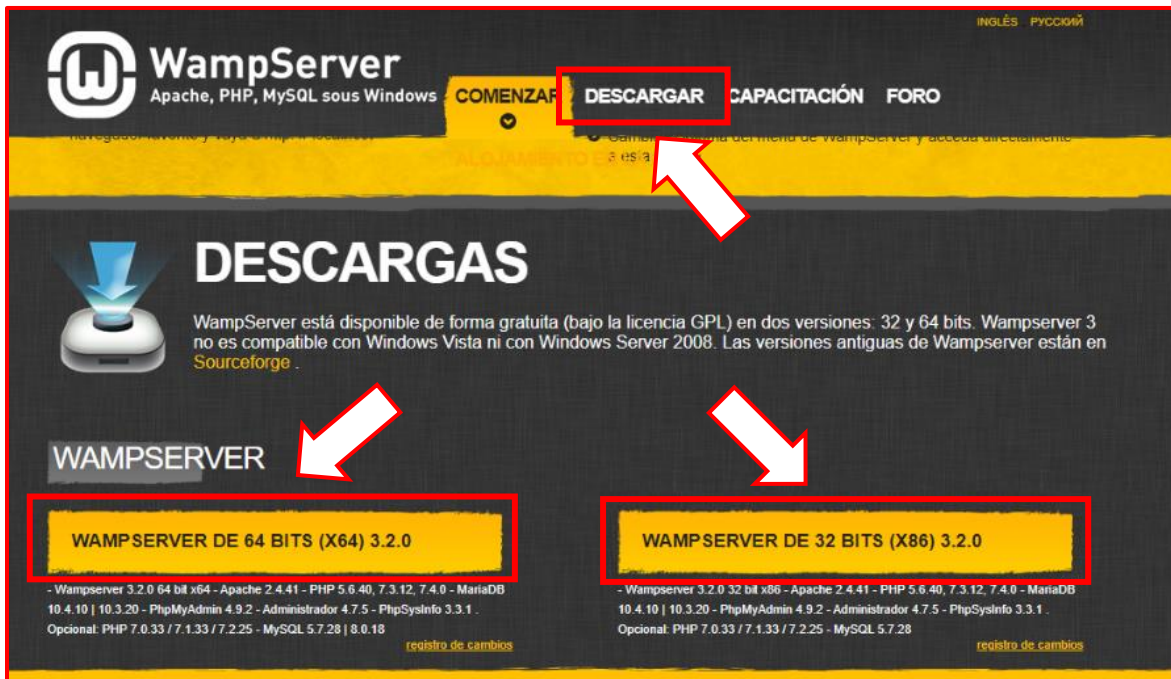 INGLÉS РУССКИЙ
WampServer
Apache, PHP, MySQL sous Windows
COMENZAR DESCARGAR CAPACITACIÓN FORO
del menú de WampServer y acceda directamente
ALOJAMIENTO a esta
DESCARGAS
WampServer está disponible de forma gratuita (bajo la licencia GPL) en dos versiones: 32 y 64 bits. Wampserver 3
no es compatible con Windows Vista ni con Windows Server 2008. Las versiones antiguas de Wampserver están en
Sourceforge .
WAMPSERVER
WAMPSERVER DE 64 BITS (X64) 3.2.0
- Wampserver 3.2.0 64 bit x64 - Apache 2.4.41 - PHP 5.6.40, 7.3.12, 7.4.0 - MariaDB
10.4.10 | 10.3.20 - PhpMyAdmin 4.9.2 - Administrador 4.7.5 - PhpSysInfo 3.3.1 .
Opcional: PHP 7.0.33 / 7.1.33 / 7.2.25 - MySQL 5.7.28 | 8.0.18
registro de cambios
WAMPSERVER DE 32 BITS (X86) 3.2.0
- Wampserver 3.2.0 32 bit x86 - Apache 2.4.41 - PHP 5.6.40, 7.3.12, 7.4.0 - MariaDB
10.4.10 | 10.3.20 - PhpMyAdmin 4.9.2 - Administrador 4.7.5 - PhpSysInfo 3.3.1 .
Opcional: PHP 7.0.33 / 7.1.33 / 7.2.25 - MySQL 5.7.28
registro de cambios